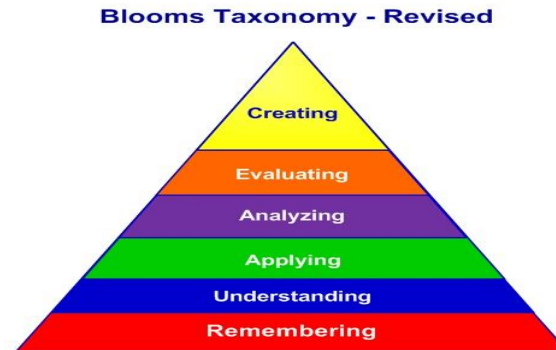 Blooms Taxonomy - Revised
Creating
Evaluating
Analyzing
Applying
Understanding
Remembering